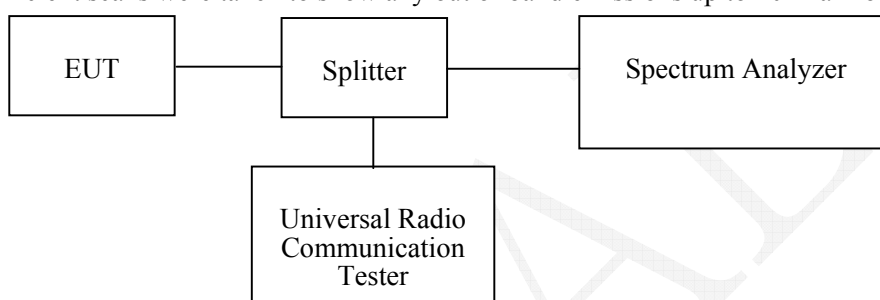 EUT
Splitter
Spectrum Analyzer
Universal Radio
Communication
Tester